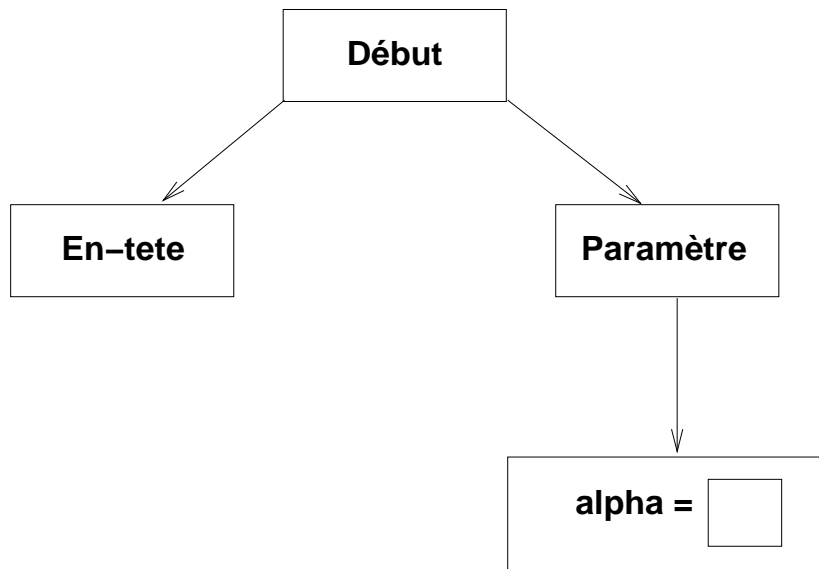 Début
En−tete
Paramètre
alpha =